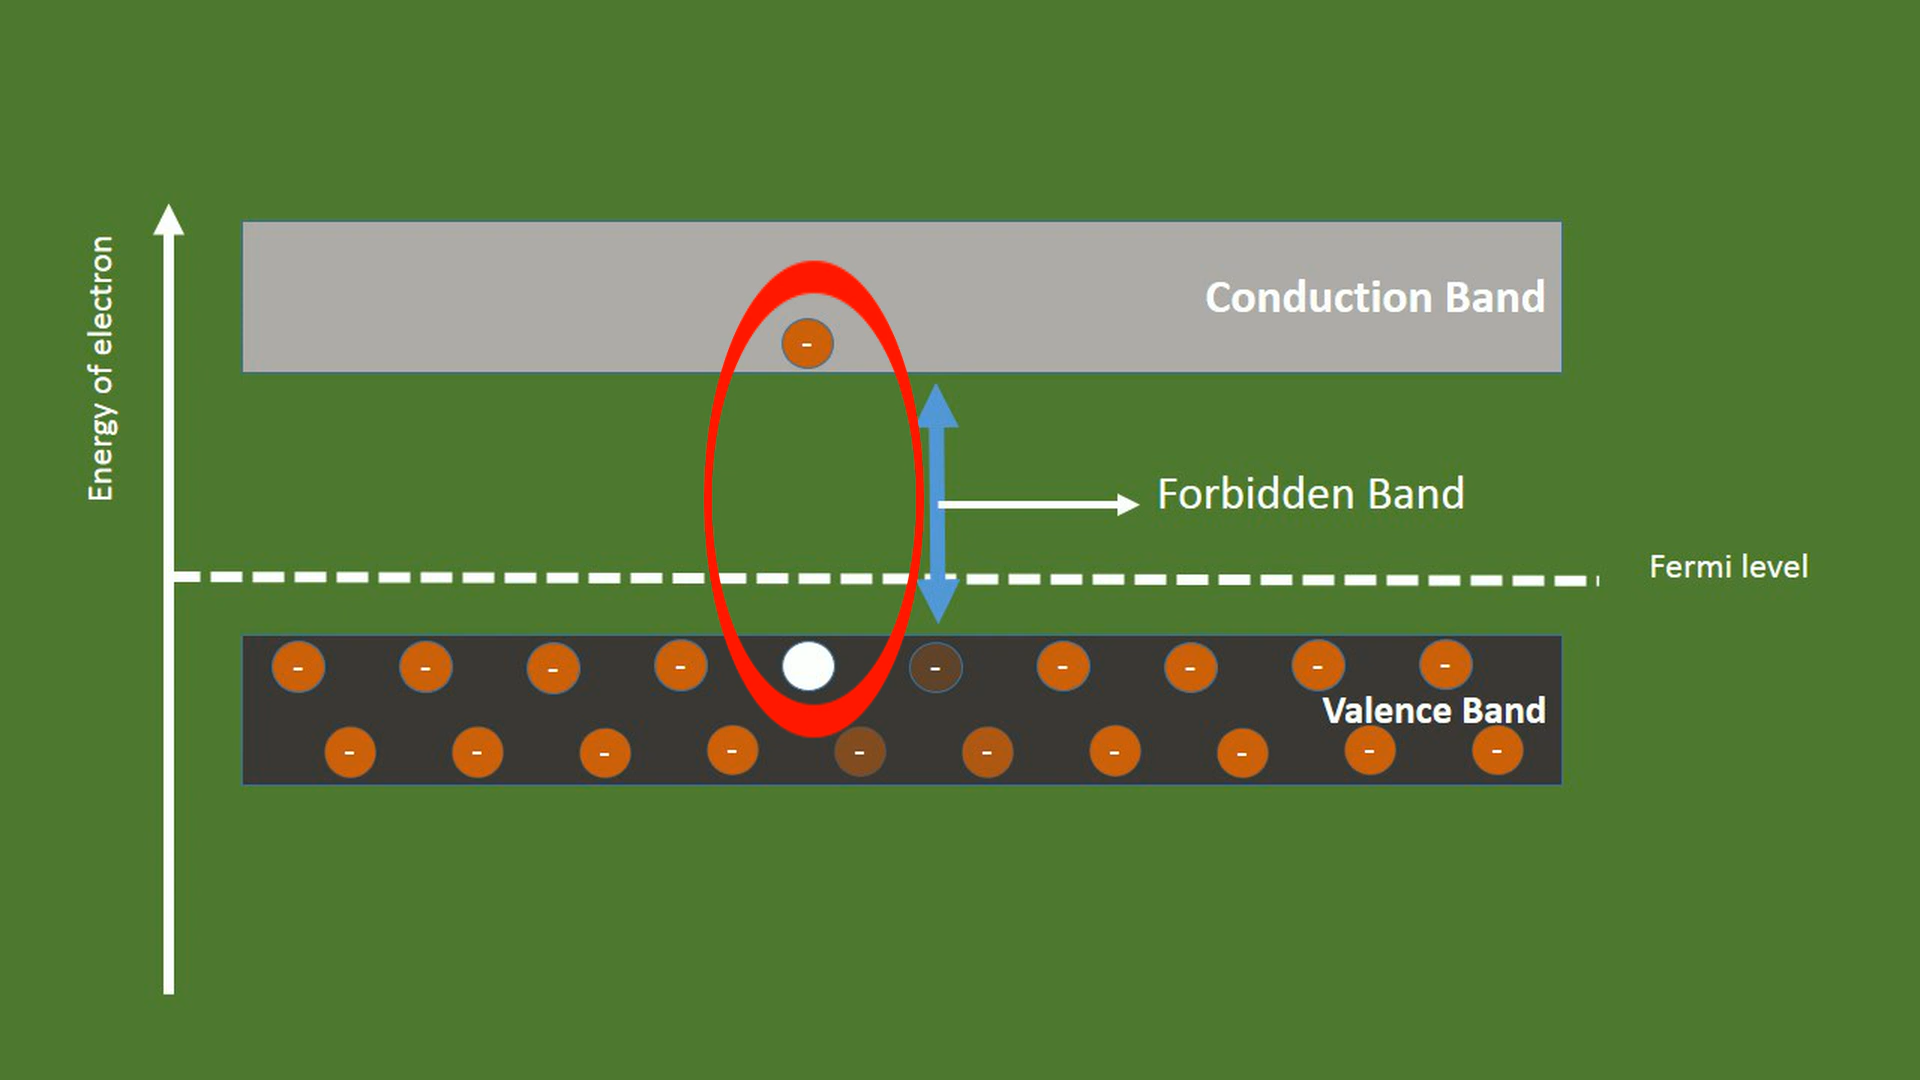 Energy of electron
Conduction Band
Forbidden Band
Fermi level
Valence Band